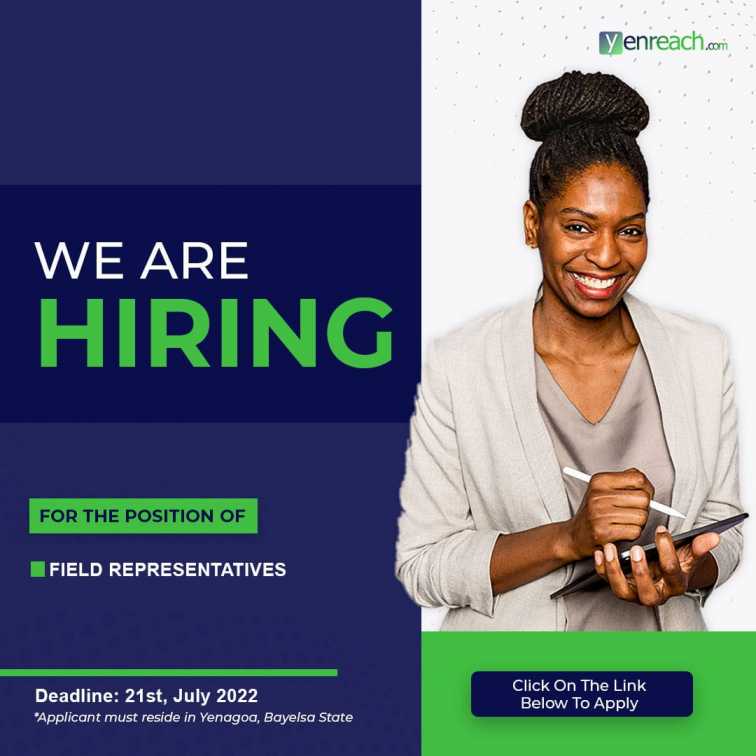 yenreach.com
WE ARE
HIRING
FOR THE POSITION OF
FIELD REPRESENTATIVES
Deadline: 21st, July 2022
*Applicant must reside in Yenagoa, Bayelsa State
Click On The Link
Below To Apply